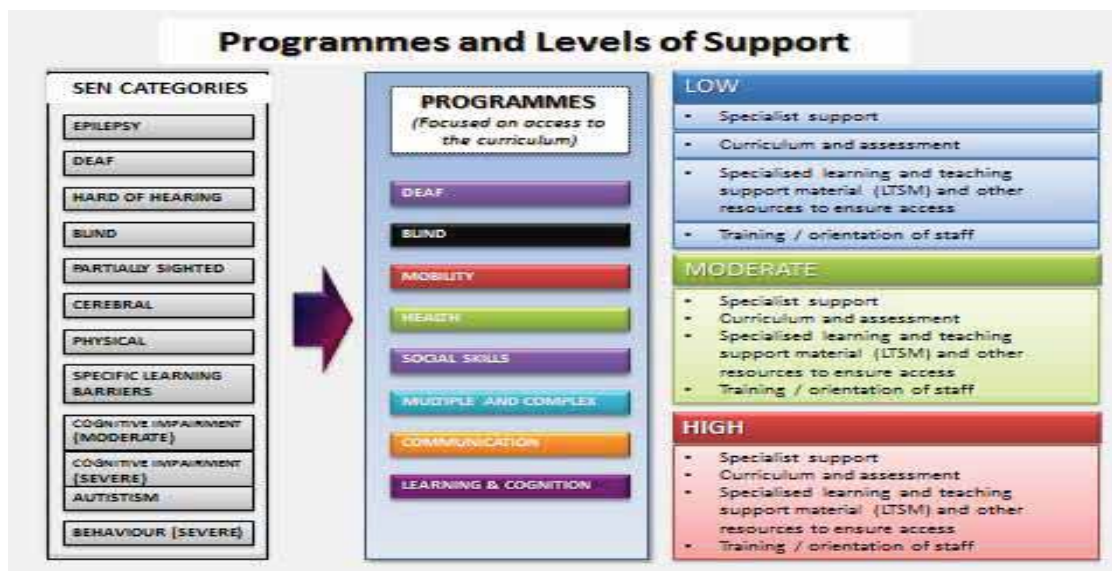 Programmes and Levels of Support
SEN CATEGORIES
EPILEPSY
DEAF
HARD OF HEARING
BLIND
PARTIALLY SIGHTED
CEREBRAL
PHYSICAL
SPECIFIC LEARNING
BARRIERS
COGNITIVE IMPAIRMENT
(MODERATE)
COGNITIVE IMPAIRMENT
(SEVERE)
AUTISTISM
BEHAVIOUR (SEVERE)
PROGRAMMES
(Focused on access to
the curriculum)
DEAF
BLIND
MOBILITY
HEALTH
SOCIAL SKILLS
MULTIPLE AND COMPLEX
COMMUNICATION
LEARNING & COGNITION
LOW
• Specialist support
• Curriculum and assessment
• Specialised learning and teaching
support material (LTSM) and other
resources to ensure access
• Training / orientation of staff
MODERATE
• Specialist support
• Curriculum and assessment
• Specialised learning and teaching
support material (LTSM) and other
resources to ensure access
• Training / orientation of staff
HIGH
• Specialist support
• Curriculum and assessment
• Specialised learning and teaching
support material (LTSM) and other
resources to ensure access
• Training / orientation of staff